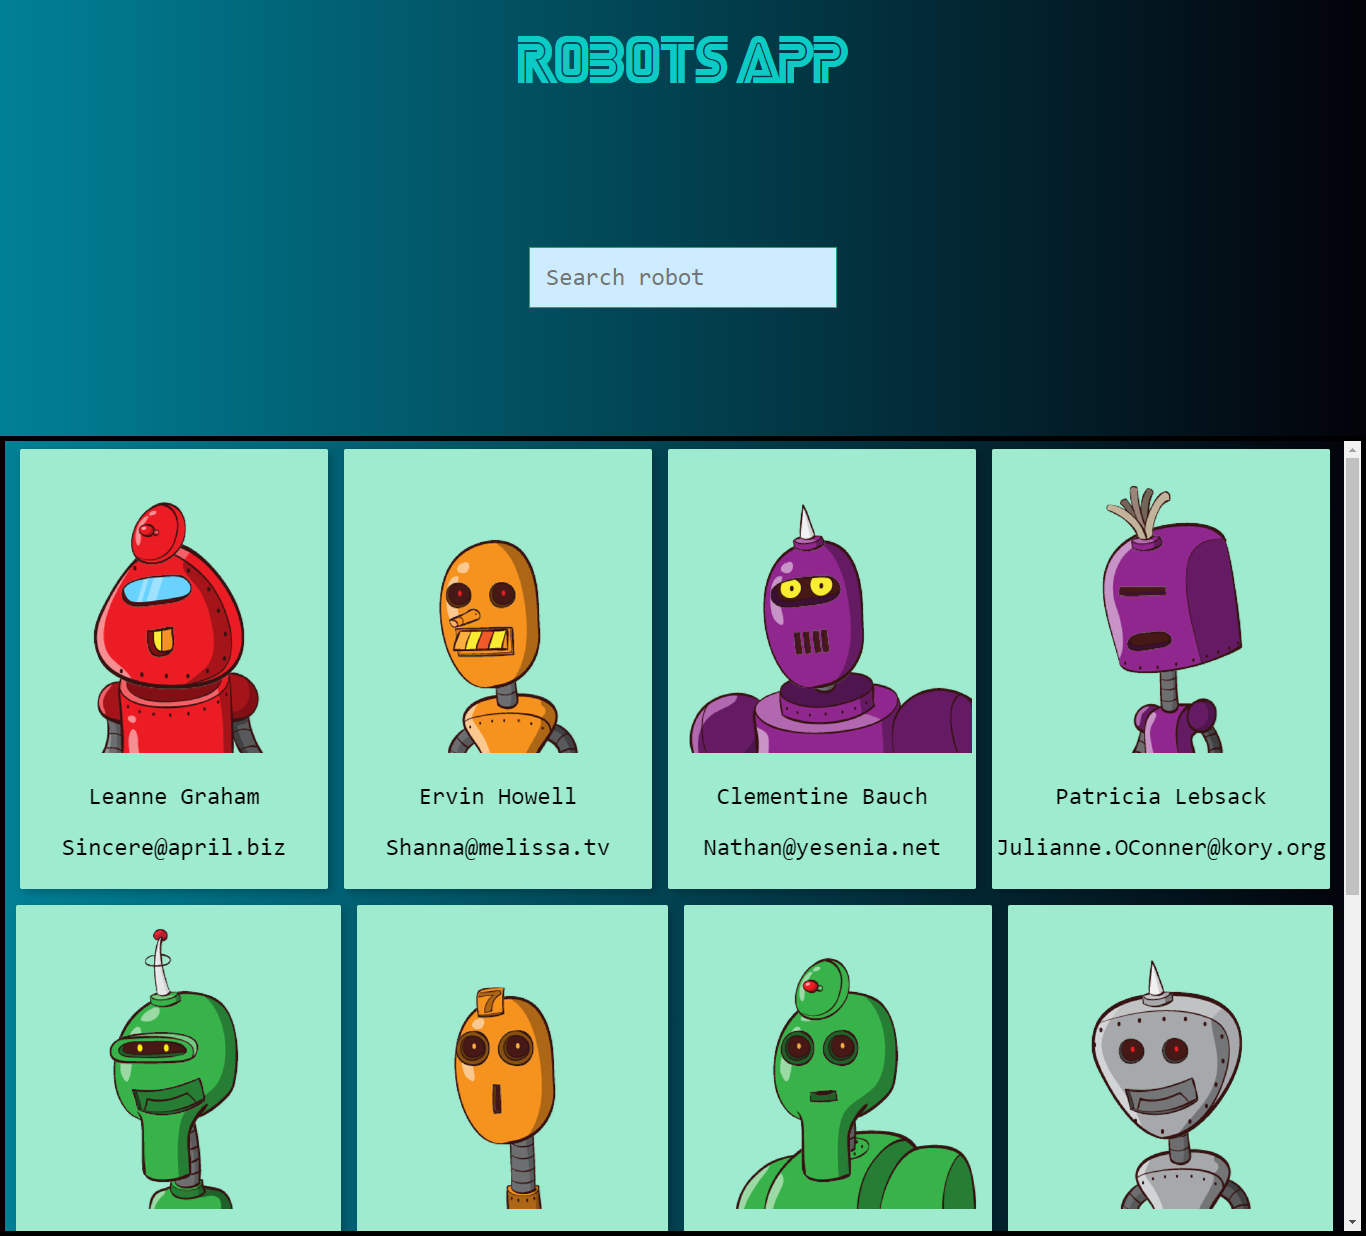 ROBOTS APP
Search robot
Leanne Graham
Sincere@april.biz
Ervin Howell
Shanna@melissa.tv
Clementine Bauch
Nathan@yesenia.net
Patricia Lebsack
Julianne.OConner@kory.org
7